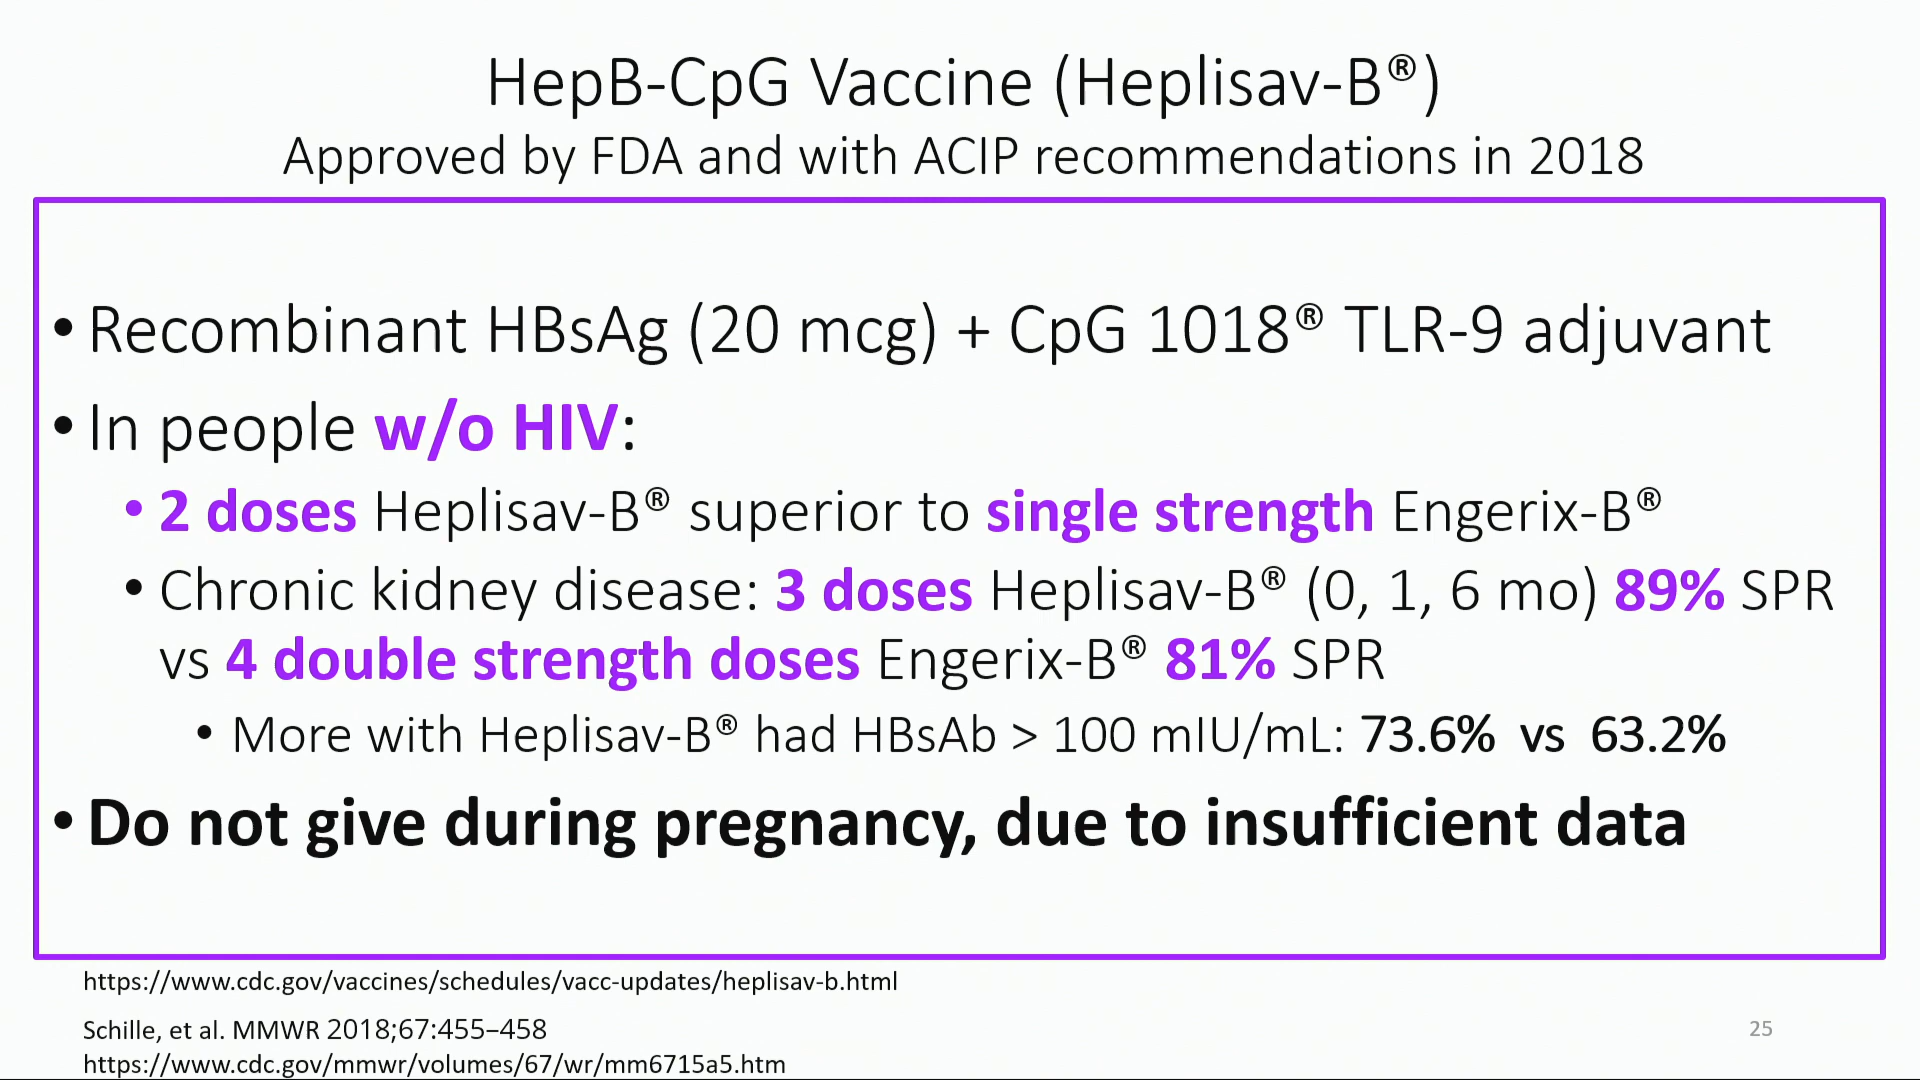 HepB-CpG Vaccine (Heplisav-B®)
Approved by FDA and with ACIP recommendations in 2018
• Recombinant HBsAg (20 mcg) + CpG 1018® TLR-9 adjuvant
• In people w/o HIV:
• 2 doses Heplisav-B® superior to single strength Engerix-B®
• Chronic kidney disease: 3 doses Heplisav-B® (0, 1, 6 mo) 89% SPR
vs 4 double strength doses Engerix-B® 81% SPR
• More with Heplisav-B® had HBsAb > 100 mIU/mL: 73.6% vs 63.2%
• Do not give during pregnancy, due to insufficient data
https://www.cdc.gov/vaccines/schedules/vacc-updates/heplisav-b.html
Schille, et al. MMWR 2018;67:455–458
25
https://www.cdc.gov/mmwr/volumes/67/wr/mm6715a5.htm